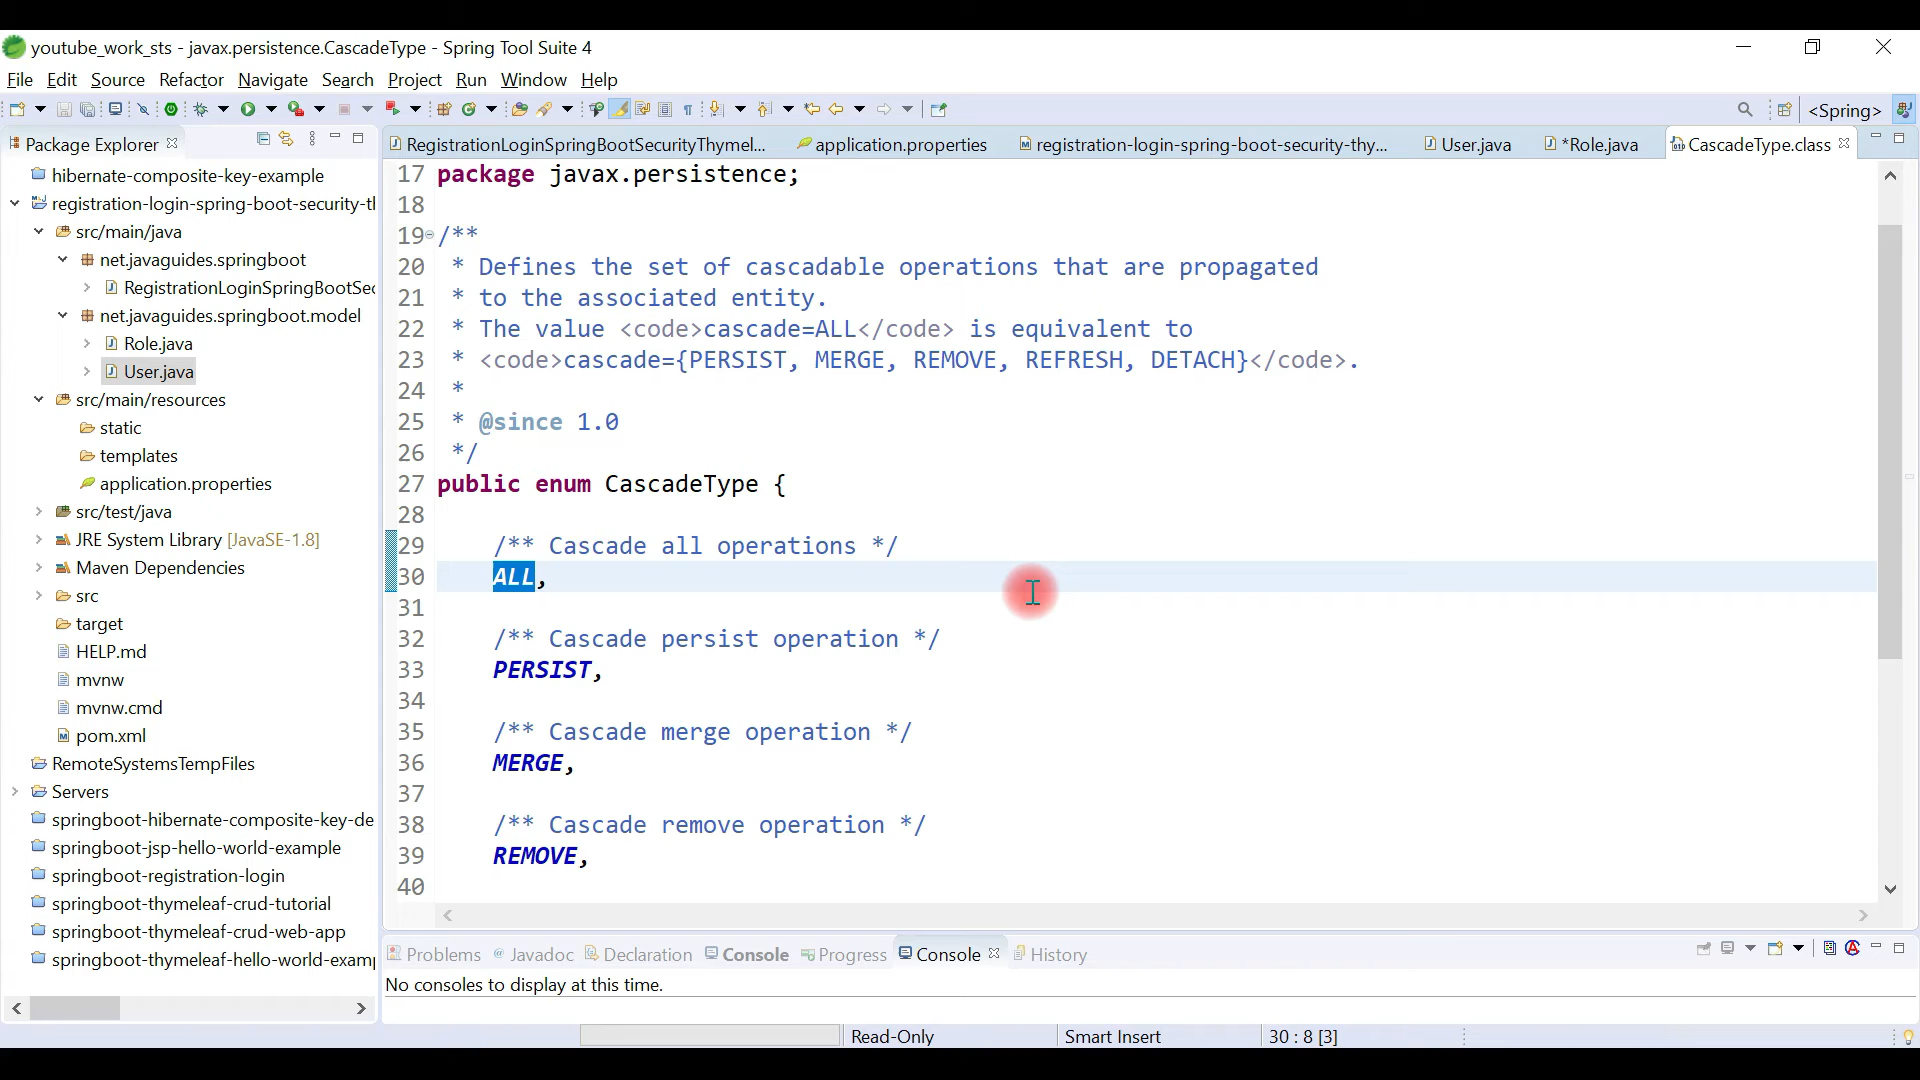 youtube_work_sts - javax.persistence.CascadeType - Spring Tool Suite 4
File Edit Source Refactor Navigate Search Project Run Window Help
<Spring>
Package Explorer
RegistrationLoginSpringBootSecurityThymel... application.properties registration-login-spring-boot-security-thy... User.java *Role.java CascadeType.class
hibernate-composite-key-example
registration-login-spring-boot-security-tl
src/main/java
net.javaguides.springboot
RegistrationLoginSpringBootSec
net.javaguides.springboot.model
Role.java
User.java
src/main/resources
static
templates
application.properties
src/test/java
JRE System Library [JavaSE-1.8]
Maven Dependencies
src
target
HELP.md
mvnw
mvnw.cmd
pom.xml
RemoteSystemsTempFiles
Servers
springboot-hibernate-composite-key-de
springboot-jsp-hello-world-example
springboot-registration-login
springboot-thymeleaf-crud-tutorial
springboot-thymeleaf-crud-web-app
springboot-thymeleaf-hello-world-examp
17 package javax.persistence;
18
19 /**
20 * Defines the set of cascadable operations that are propagated
21 * to the associated entity.
22 * The value <code>cascade=ALL</code> is equivalent to
23 * <code>cascade={PERSIST, MERGE, REMOVE, REFRESH, DETACH}</code>.
24 *
25 * @since 1.0
26 */
27 public enum CascadeType {
28
29 /** Cascade all operations */
30 ALL,
31
32 /** Cascade persist operation */
33 PERSIST,
34
35 /** Cascade merge operation */
36 MERGE,
37
38 /** Cascade remove operation */
39 REMOVE,
40
Problems Javadoc Declaration Console Progress Console History
No consoles to display at this time.
Read-Only Smart Insert 30 : 8 [3]